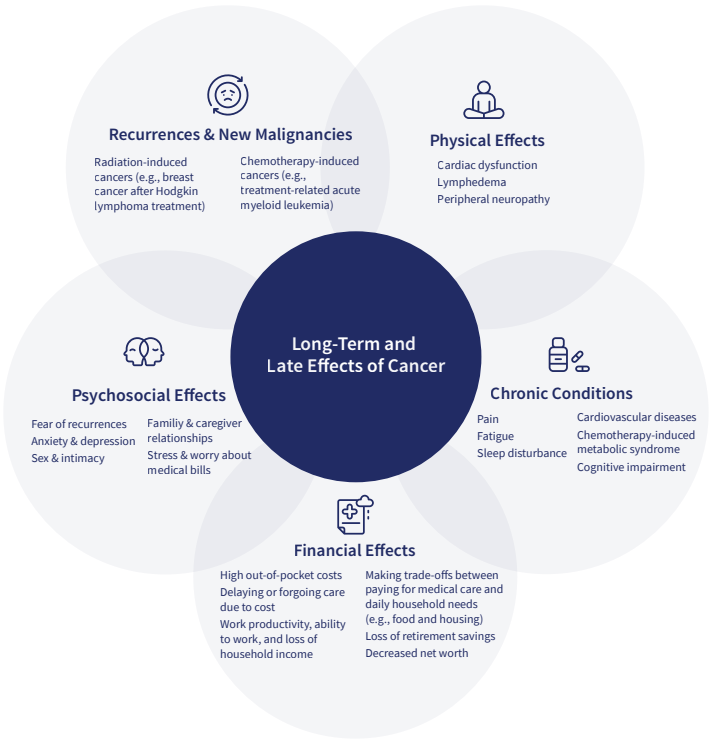 Recurrences & New Malignancies
Radiation-induced
cancers (e.g., breast
cancer after Hodgkin
lymphoma treatment)
Chemotherapy-induced
cancers (e.g.,
treatment-related acute
myeloid leukemia)
Physical Effects
Cardiac dysfunction
Lymphedema
Peripheral neuropathy
Long-Term and
Late Effects of Cancer
Psychosocial Effects
Fear of recurrences
Anxiety & depression
Sex & intimacy
Familiy & caregiver
relationships
Stress & worry about
medical bills
Chronic Conditions
Pain
Fatigue
Sleep disturbance
Cardiovascular diseases
Chemotherapy-induced
metabolic syndrome
Cognitive impairment
Financial Effects
High out-of-pocket costs
Delaying or forgoing care
due to cost
Work productivity, ability
to work, and loss of
household income
Making trade-offs between
paying for medical care and
daily household needs
(e.g., food and housing)
Loss of retirement savings
Decreased net worth